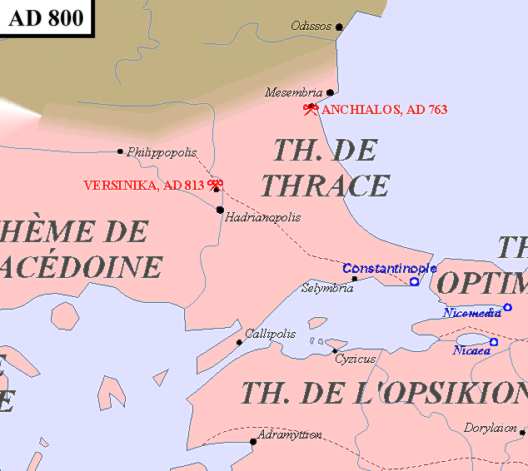 AD 800
Odissos
Mesembria
ANCHIALOS, AD 763
Philippopolis
TH. DE
THRACE
VERSINIKA, AD 813
Hadrianopolis
HÈME DE
ACÉDOINE
TH
OPTIM
Constantinople
Selymbria
Nicomedia
Callipolis
Nicaea
Cyzicus
E
E
TH. DE L'OPSIKION
Adramyttion
Dorylaion